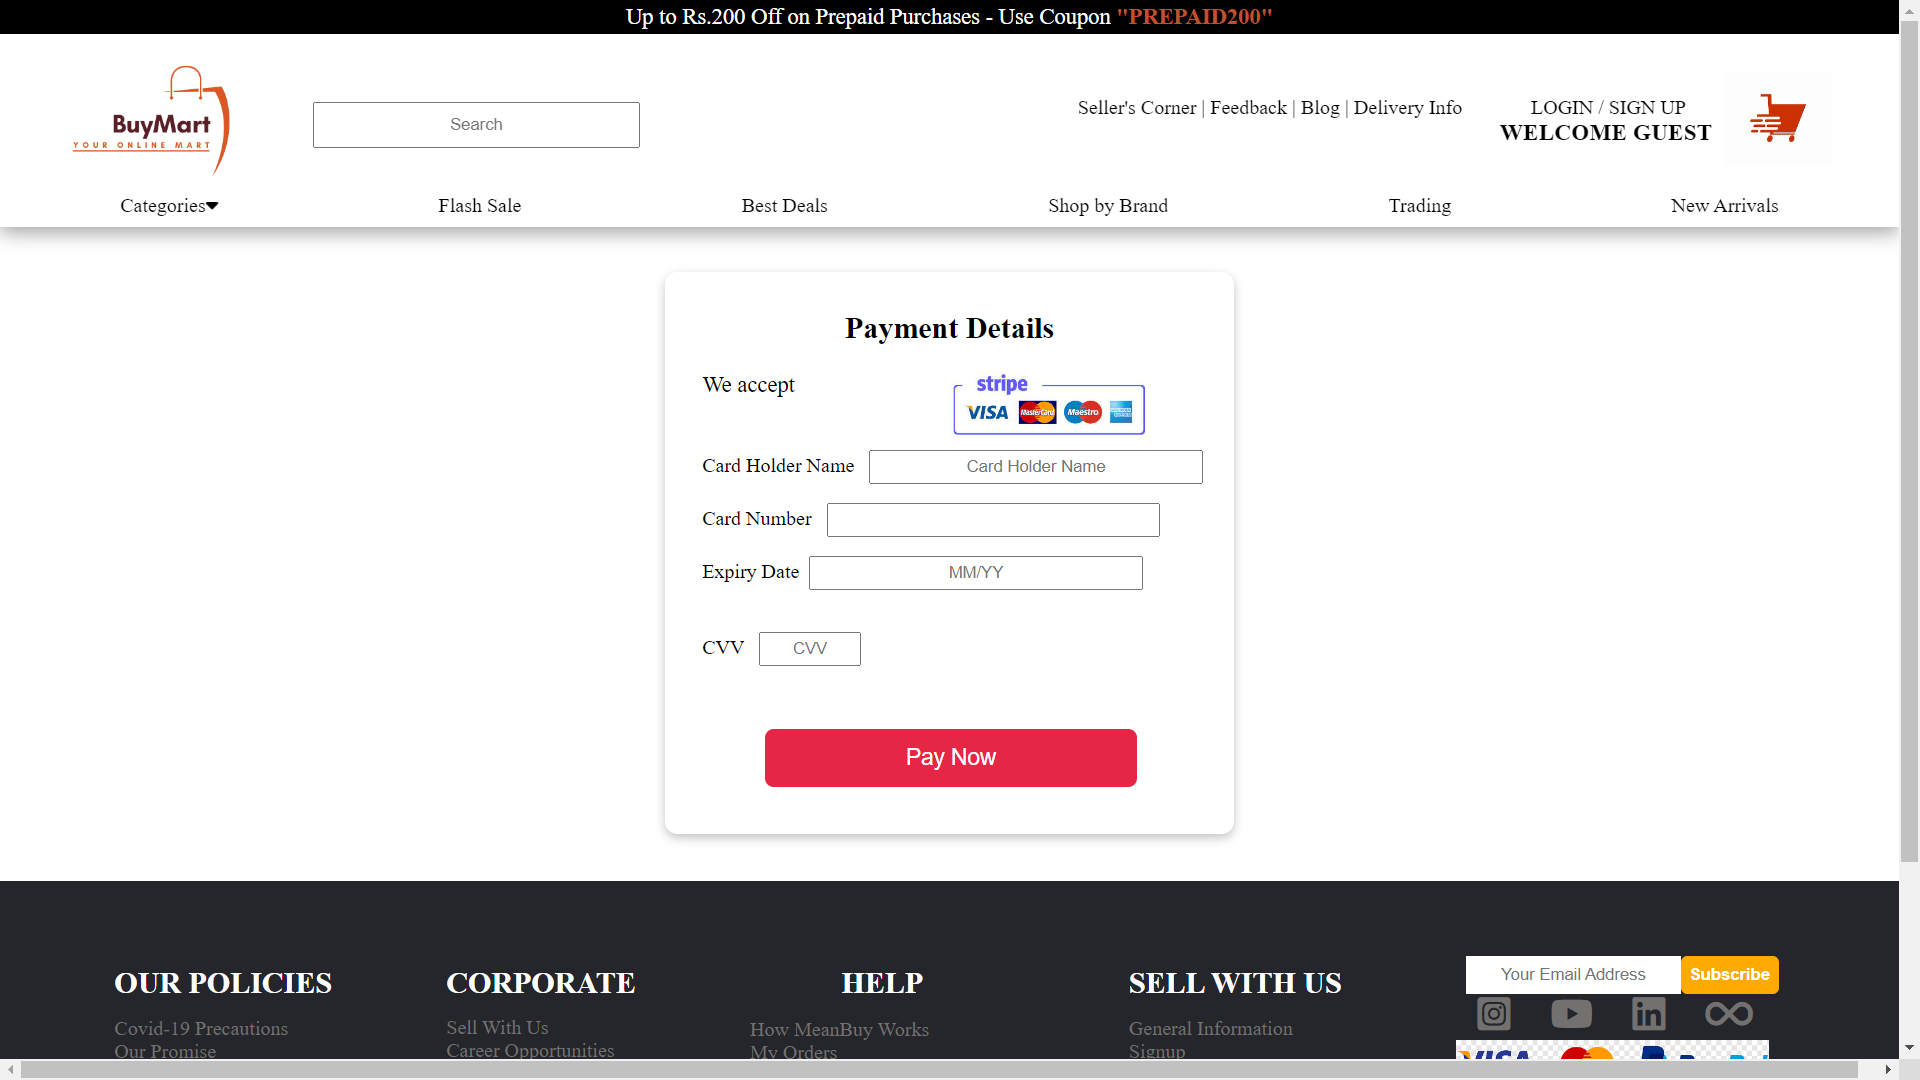 Up to Rs.200 Off on Prepaid Purchases - Use Coupon "PREPAID200"
BuyMart
YOUR ONLINE MART
Search
Seller's Corner | Feedback | Blog | Delivery Info
LOGIN / SIGN UP
WELCOME GUEST
Categories
Flash Sale
Best Deals
Shop by Brand
Trading
New Arrivals
Payment Details
We accept
stripe
VISA MasterCard Maestro
Card Holder Name
Card Holder Name
Card Number
Expiry Date
MM/YY
CVV
CVV
Pay Now
OUR POLICIES
Covid-19 Precautions
Our Promise
CORPORATE
Sell With Us
Career Opportunities
HELP
How MeanBuy Works
My Orders
SELL WITH US
General Information
Signup
Your Email Address
Subscribe
VISA